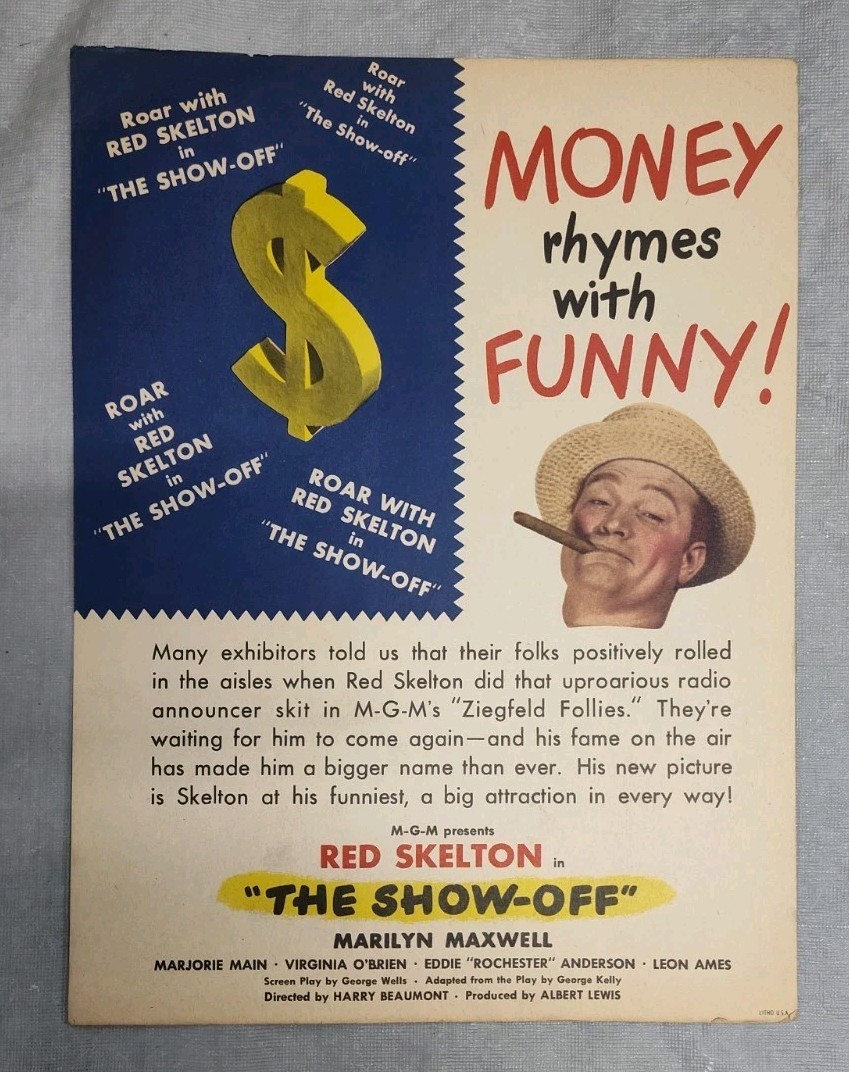 Roar with
RED SKELTON
in
"THE SHOW-OFF"
Roar
with
Red Skelton
in
"The Show-off"
ROAR
with
RED
SKELTON
in
"THE SHOW-OFF"
ROAR WITH
RED SKELTON
in
"THE SHOW-OFF"
MONEY
rhymes
with
FUNNY!
Many exhibitors told us that their folks positively rolled
in the aisles when Red Skelton did that uproarious radio
announcer skit in M-G-M's "Ziegfeld Follies." They're
waiting for him to come again—and his fame on the air
has made him a bigger name than ever. His new picture
is Skelton at his funniest, a big attraction in every way!
M-G-M presents
RED SKELTON in
"THE SHOW-OFF"
MARILYN MAXWELL
MARJORIE MAIN · VIRGINIA O'BRIEN · EDDIE "ROCHESTER" ANDERSON · LEON AMES
Screen Play by George Wells · Adapted from the Play by George Kelly
Directed by HARRY BEAUMONT · Produced by ALBERT LEWIS
LITHO U.S.A.